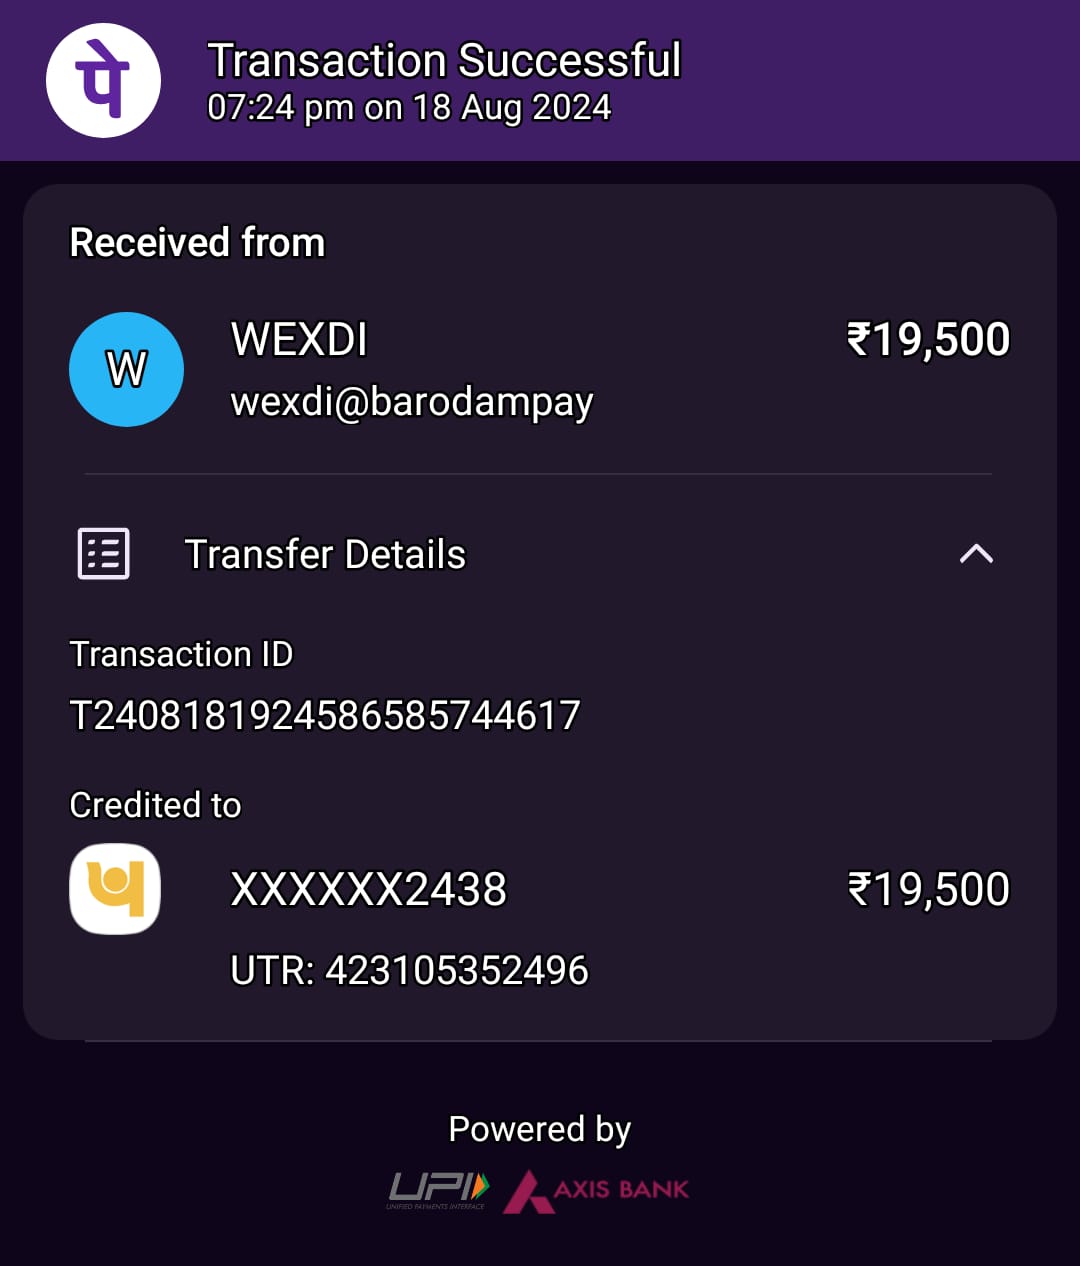 पे
Transaction Successful
07:24 pm on 18 Aug 2024
Received from
W
WEXDI
₹19,500
wexdi@barodampay
Transfer Details
Transaction ID
T2408181924586585744617
Credited to
XXXXXX2438
₹19,500
UTR: 423105352496
Powered by
UPI
UNIFIED PAYMENTS INTERFACE
AXIS BANK